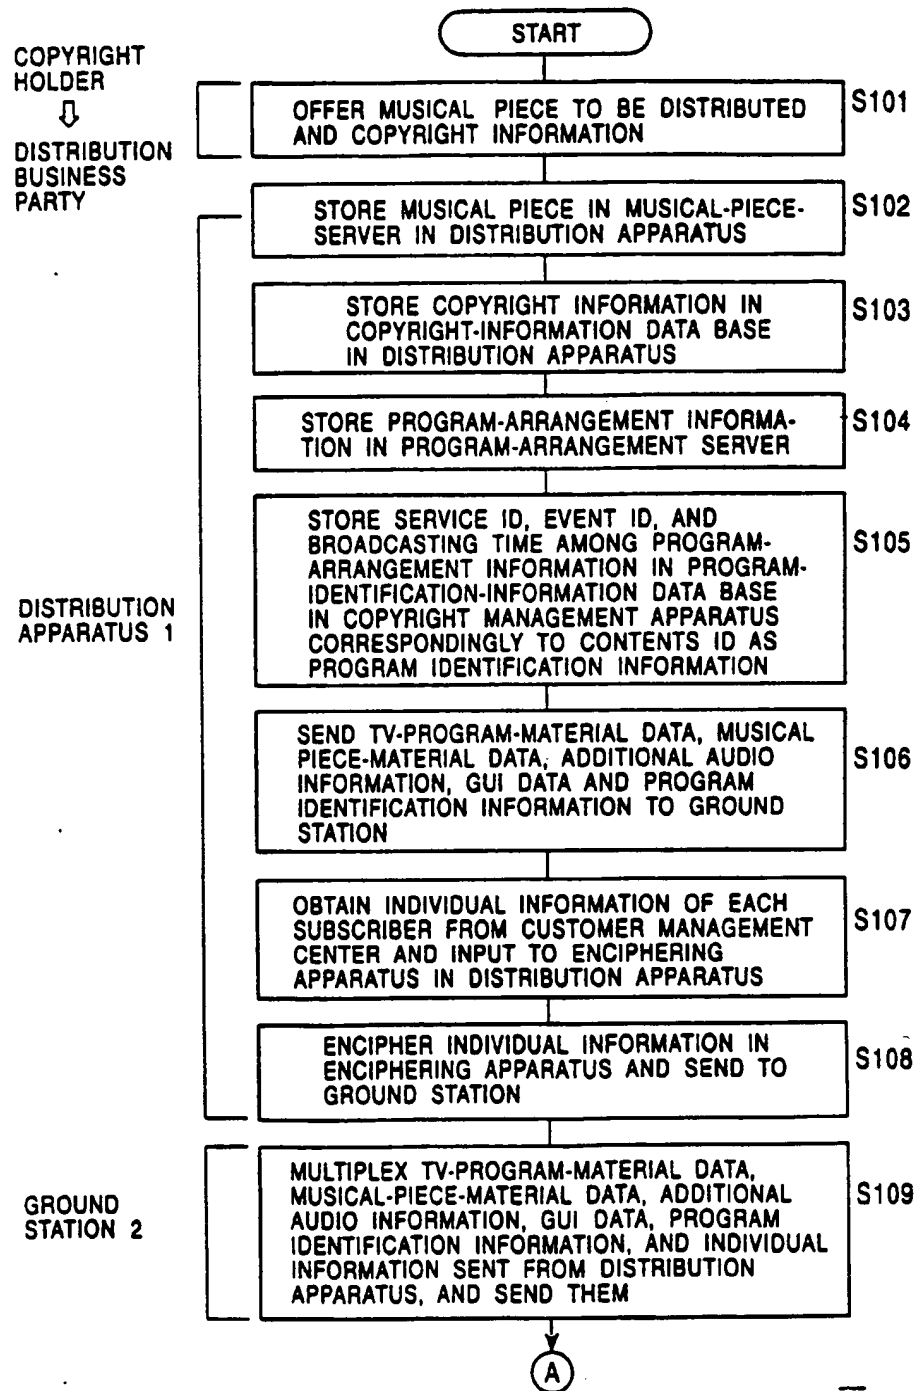 START
COPYRIGHT
HOLDER
⇩
DISTRIBUTION
BUSINESS
PARTY
OFFER MUSICAL PIECE TO BE DISTRIBUTED
AND COPYRIGHT INFORMATION
S101
STORE MUSICAL PIECE IN MUSICAL-PIECE-
SERVER IN DISTRIBUTION APPARATUS
S102
STORE COPYRIGHT INFORMATION IN
COPYRIGHT-INFORMATION DATA BASE
IN DISTRIBUTION APPARATUS
S103
STORE PROGRAM-ARRANGEMENT INFORMA-
TION IN PROGRAM-ARRANGEMENT SERVER
S104
DISTRIBUTION
APPARATUS 1
STORE SERVICE ID, EVENT ID, AND
BROADCASTING TIME AMONG PROGRAM-
ARRANGEMENT INFORMATION IN PROGRAM-
IDENTIFICATION-INFORMATION DATA BASE
IN COPYRIGHT MANAGEMENT APPARATUS
CORRESPONDINGLY TO CONTENTS ID AS
PROGRAM IDENTIFICATION INFORMATION
S105
SEND TV-PROGRAM-MATERIAL DATA, MUSICAL
PIECE-MATERIAL DATA, ADDITIONAL AUDIO
INFORMATION, GUI DATA AND PROGRAM
IDENTIFICATION INFORMATION TO GROUND
STATION
S106
OBTAIN INDIVIDUAL INFORMATION OF EACH
SUBSCRIBER FROM CUSTOMER MANAGEMENT
CENTER AND INPUT TO ENCIPHERING
APPARATUS IN DISTRIBUTION APPARATUS
S107
ENCIPHER INDIVIDUAL INFORMATION IN
ENCIPHERING APPARATUS AND SEND TO
GROUND STATION
S108
GROUND
STATION 2
MULTIPLEX TV-PROGRAM-MATERIAL DATA,
MUSICAL-PIECE-MATERIAL DATA, ADDITIONAL
AUDIO INFORMATION, GUI DATA, PROGRAM
IDENTIFICATION INFORMATION, AND INDIVIDUAL
INFORMATION SENT FROM DISTRIBUTION
APPARATUS, AND SEND THEM
S109
A